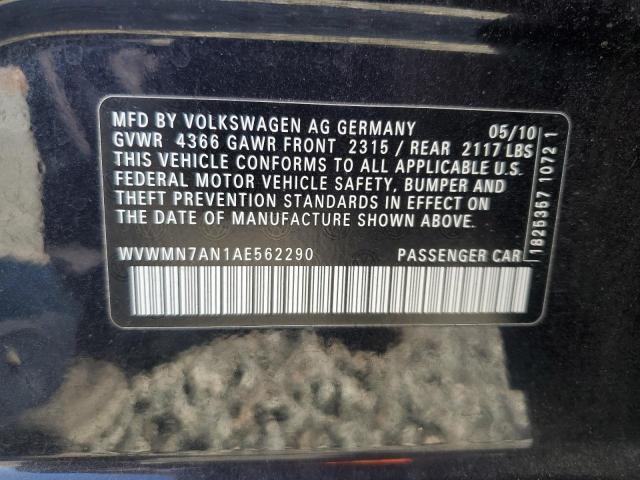 MFD BY VOLKSWAGEN AG GERMANY 05/10
GVWR 4366 GAWR FRONT 2315 / REAR 2117 LBS
THIS VEHICLE CONFORMS TO ALL APPLICABLE U.S.
FEDERAL MOTOR VEHICLE SAFETY, BUMPER AND
THEFT PREVENTION STANDARDS IN EFFECT ON
THE DATE OF MANUFACTURE SHOWN ABOVE.
WVWMN7AN1AE562290 PASSENGER CAR
1825357 1072 1